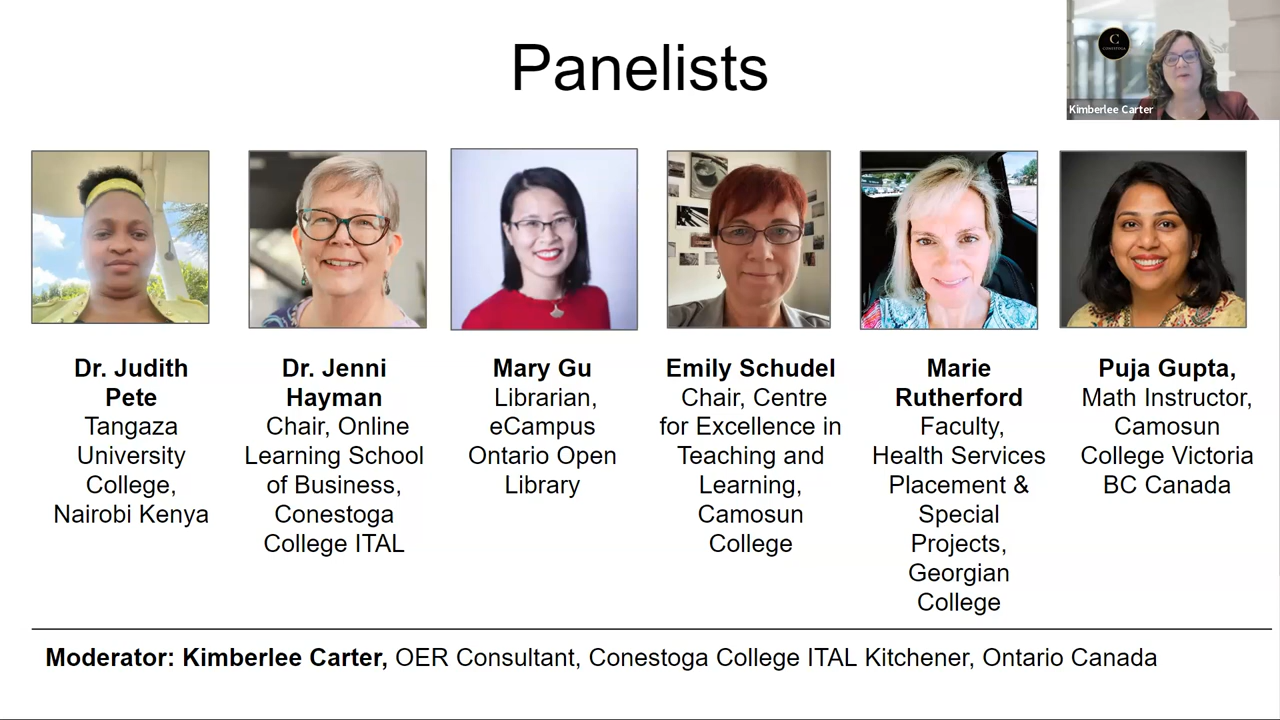 Panelists
C
CONESTOGA
Kimberlee Carter
Dr. Judith
Pete
Tangaza
University
College,
Nairobi Kenya
Dr. Jenni
Hayman
Chair, Online
Learning School
of Business,
Conestoga
College ITAL
Mary Gu
Librarian,
eCampus
Ontario Open
Library
Emily Schudel
Chair, Centre
for Excellence in
Teaching and
Learning,
Camosun
College
Marie
Rutherford
Faculty,
Health Services
Placement &
Special
Projects,
Georgian
College
Puja Gupta,
Math Instructor,
Camosun
College Victoria
BC Canada
Moderator: Kimberlee Carter, OER Consultant, Conestoga College ITAL Kitchener, Ontario Canada